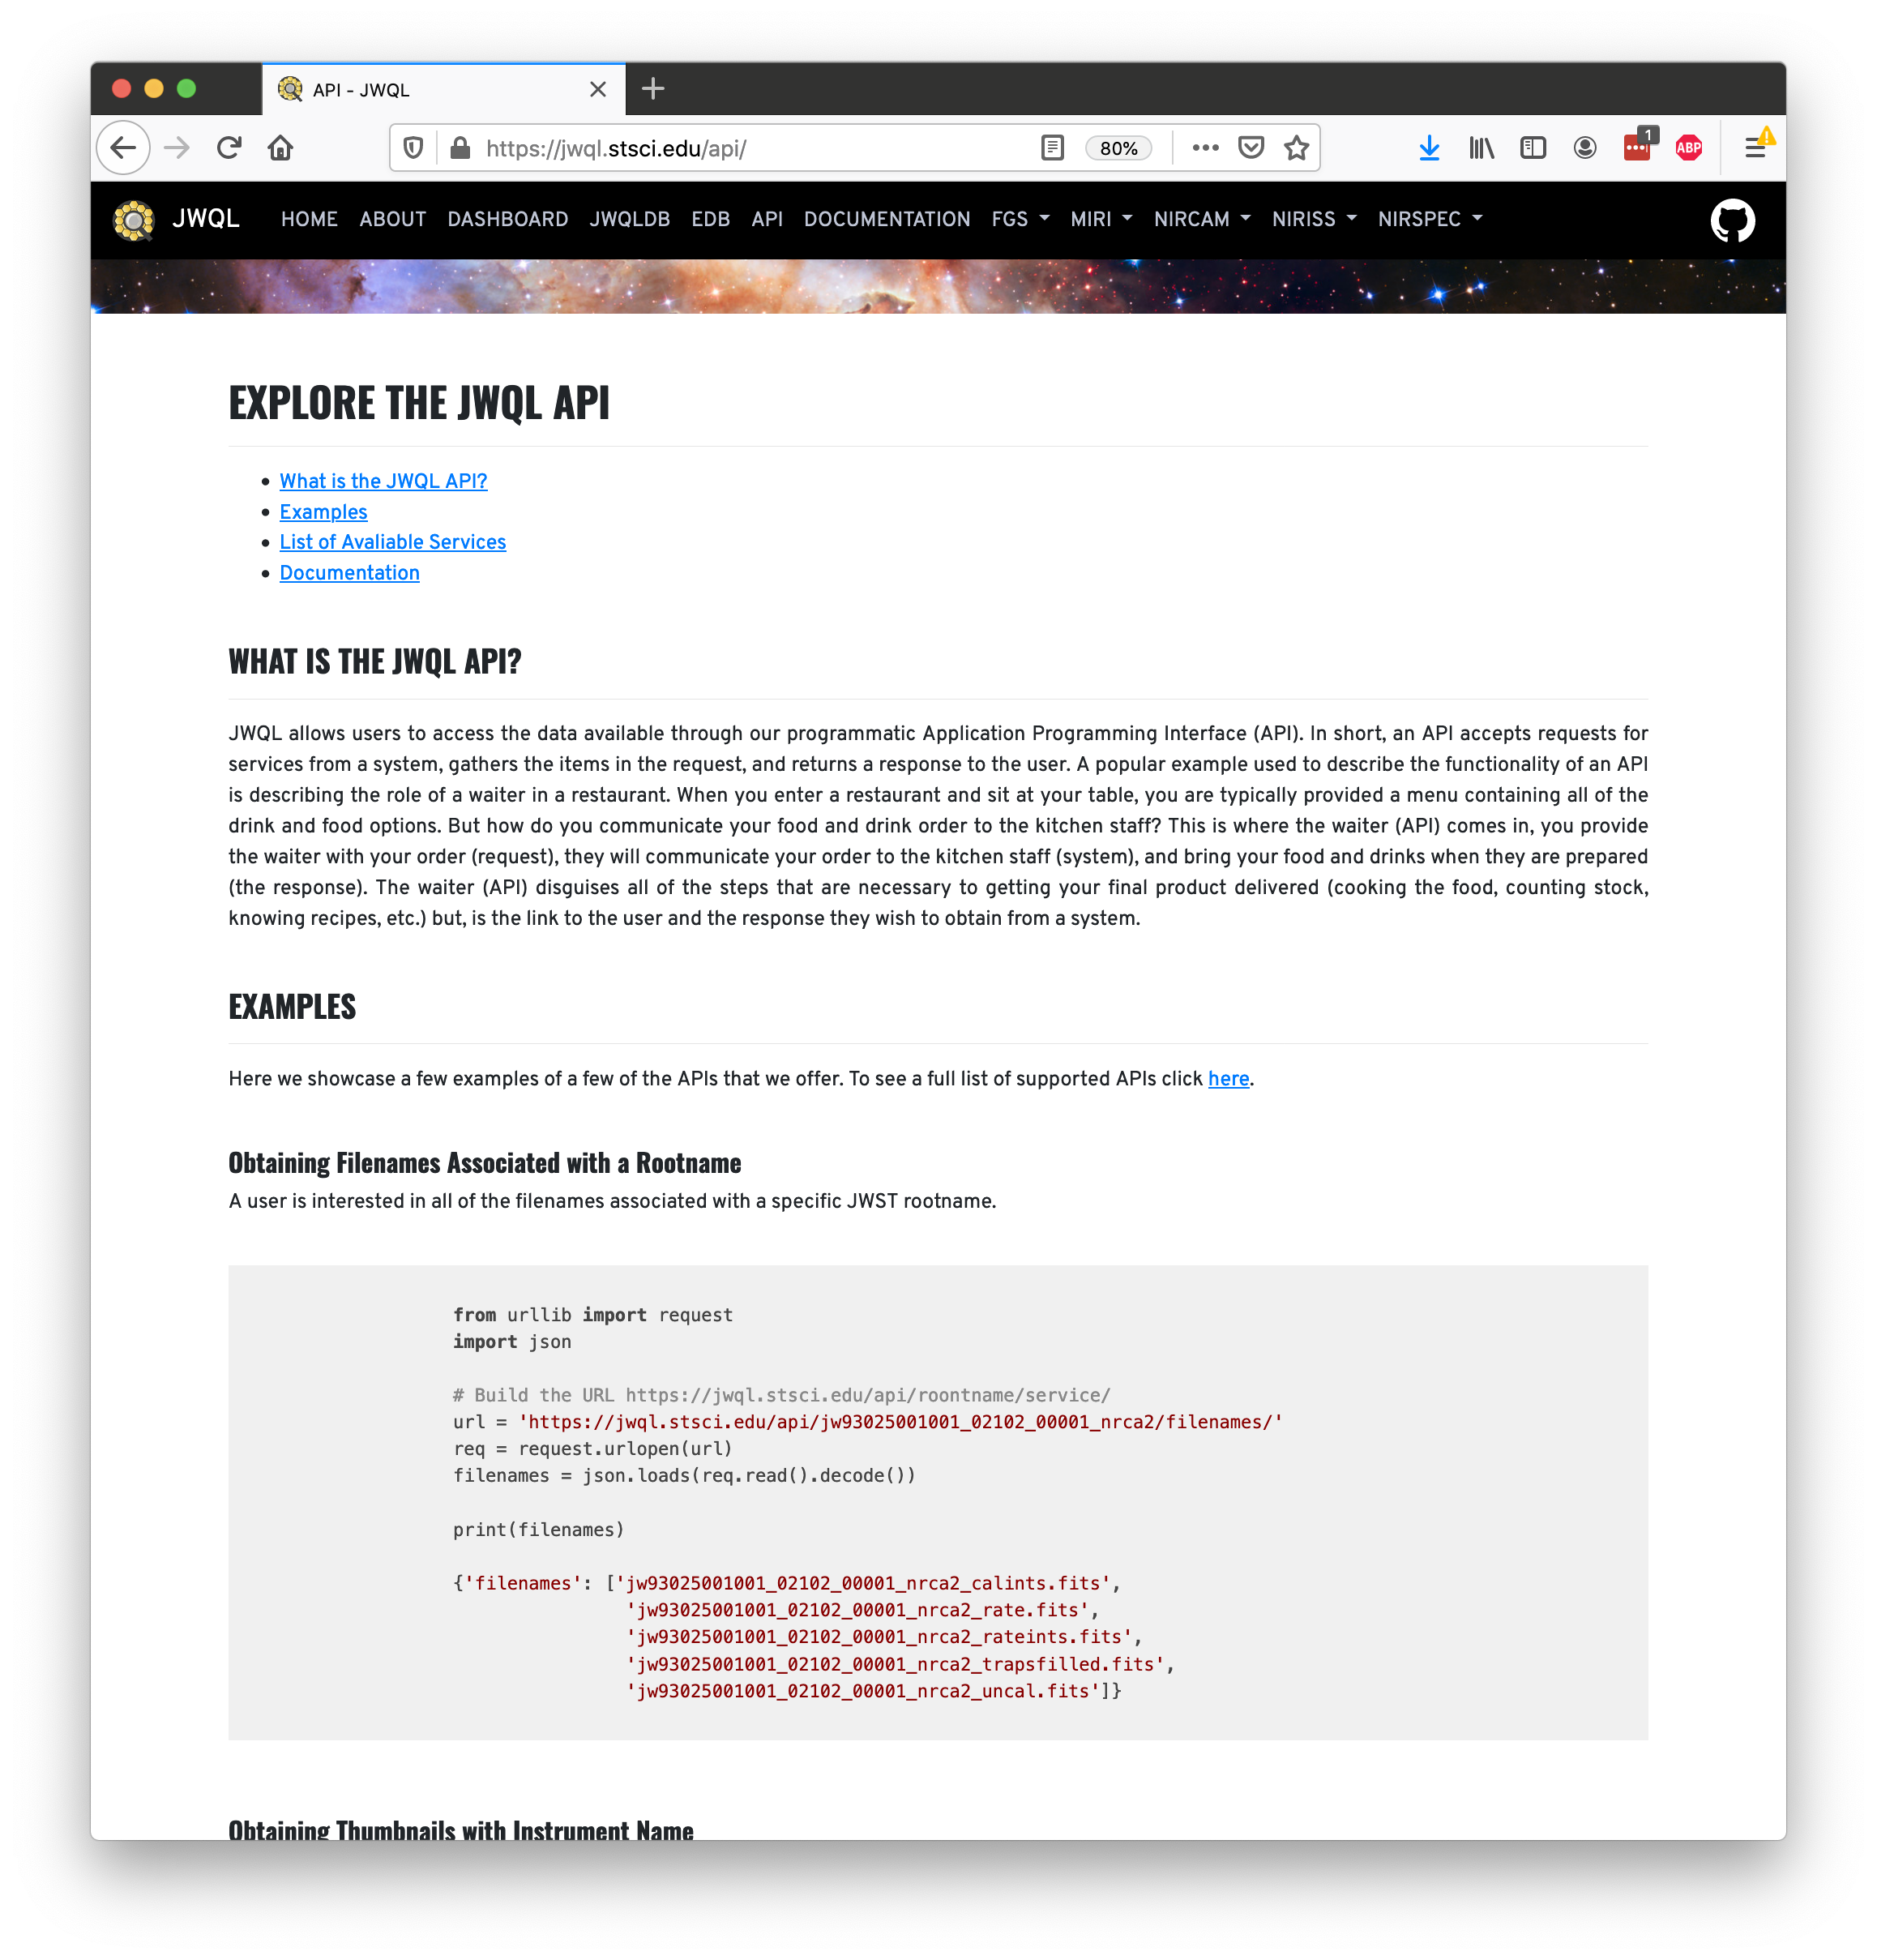 API - JWQL
https://jwql.stsci.edu/api/
80%
1
ABP
JWQL HOME ABOUT DASHBOARD JWQLDB EDB API DOCUMENTATION FGS MIRI NIRCAM NIRISS NIRSPEC
EXPLORE THE JWQL API
What is the JWQL API?
Examples
List of Avaliable Services
Documentation
WHAT IS THE JWQL API?
JWQL allows users to access the data available through our programmatic Application Programming Interface (API). In short, an API accepts requests for
services from a system, gathers the items in the request, and returns a response to the user. A popular example used to describe the functionality of an API
is describing the role of a waiter in a restaurant. When you enter a restaurant and sit at your table, you are typically provided a menu containing all of the
drink and food options. But how do you communicate your food and drink order to the kitchen staff? This is where the waiter (API) comes in, you provide
the waiter with your order (request), they will communicate your order to the kitchen staff (system), and bring your food and drinks when they are prepared
(the response). The waiter (API) disguises all of the steps that are necessary to getting your final product delivered (cooking the food, counting stock,
knowing recipes, etc.) but, is the link to the user and the response they wish to obtain from a system.
EXAMPLES
Here we showcase a few examples of a few of the APIs that we offer. To see a full list of supported APIs click here.
Obtaining Filenames Associated with a Rootname
A user is interested in all of the filenames associated with a specific JWST rootname.
from urllib import request
import json
# Build the URL https://jwql.stsci.edu/api/roontname/service/
url = 'https://jwql.stsci.edu/api/jw93025001001_02102_00001_nrca2/filenames/'
req = request.urlopen(url)
filenames = json.loads(req.read().decode())
print(filenames)
{'filenames': ['jw93025001001_02102_00001_nrca2_calints.fits',
'jw93025001001_02102_00001_nrca2_rate.fits',
'jw93025001001_02102_00001_nrca2_rateints.fits',
'jw93025001001_02102_00001_nrca2_trapsfilled.fits',
'jw93025001001_02102_00001_nrca2_uncal.fits']}
Obtaining Thumbnails with Instrument Name